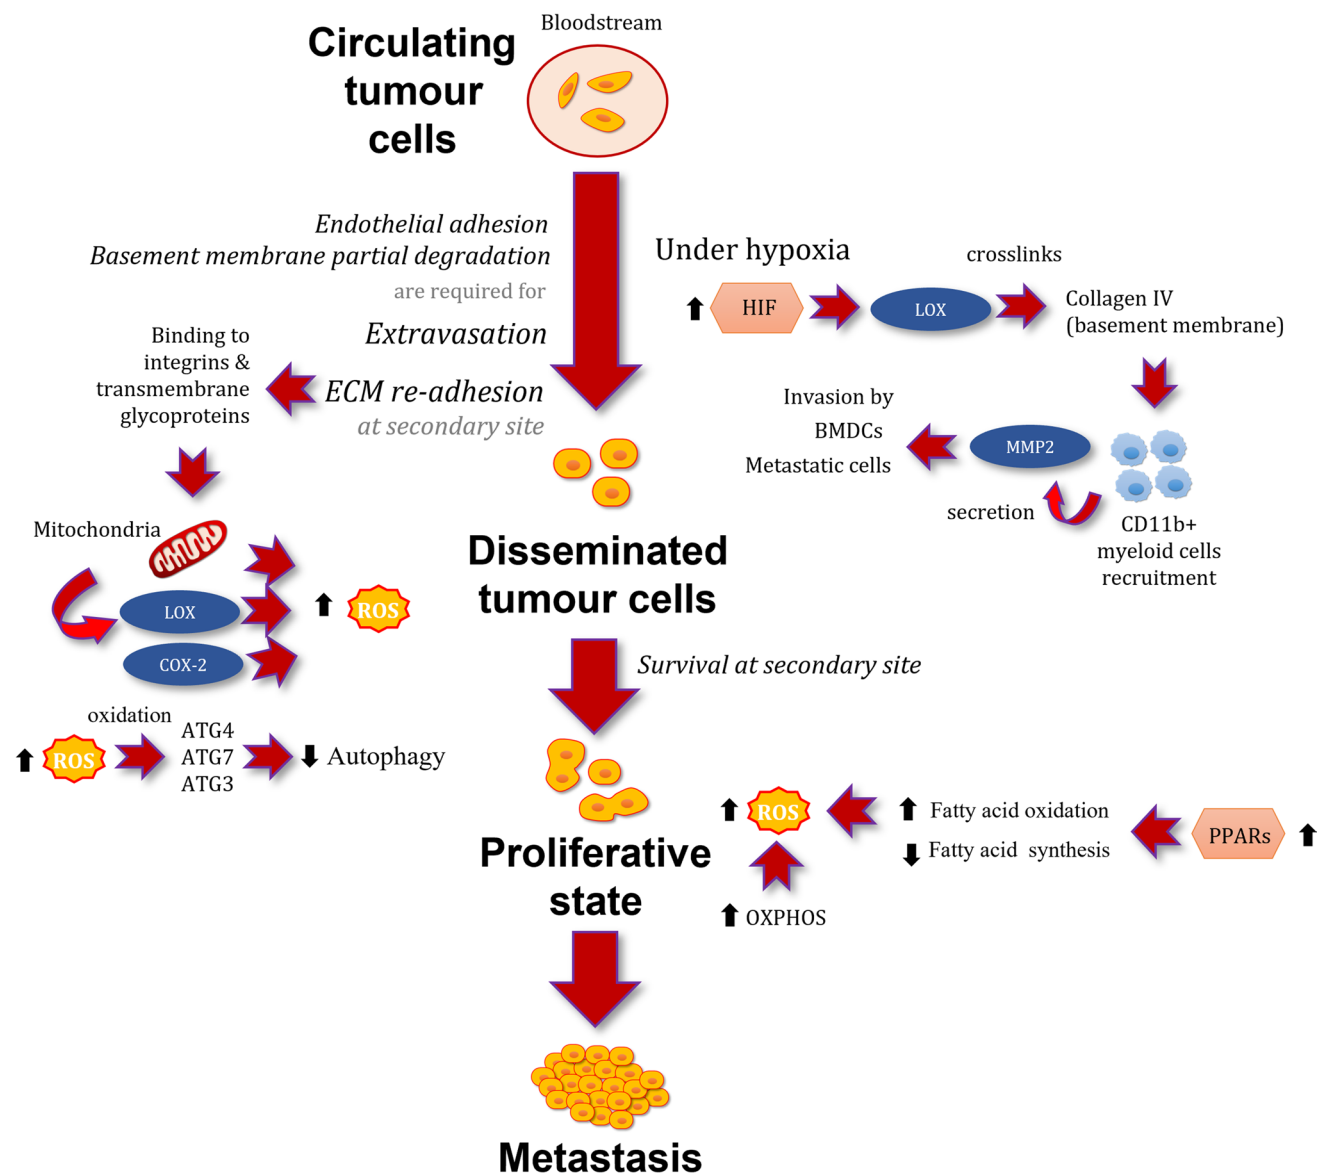 Bloodstream
Circulating
tumour
cells
Endothelial adhesion
Basement membrane partial degradation
are required for
Extravasation
ECM re-adhesion
at secondary site
Binding to
integrins &
transmembrane
glycoproteins
Mitochondria
LOX
COX-2
ROS
oxidation
ROS
ATG4
ATG7
ATG3
Autophagy
Under hypoxia
HIF
LOX
crosslinks
Collagen IV
(basement membrane)
Invasion by
BMDCs
Metastatic cells
MMP2
secretion
CD11b+
myeloid cells
recruitment
Disseminated
tumour cells
Survival at secondary site
Proliferative
state
ROS
Fatty acid oxidation
Fatty acid synthesis
PPARs
OXPHOS
Metastasis